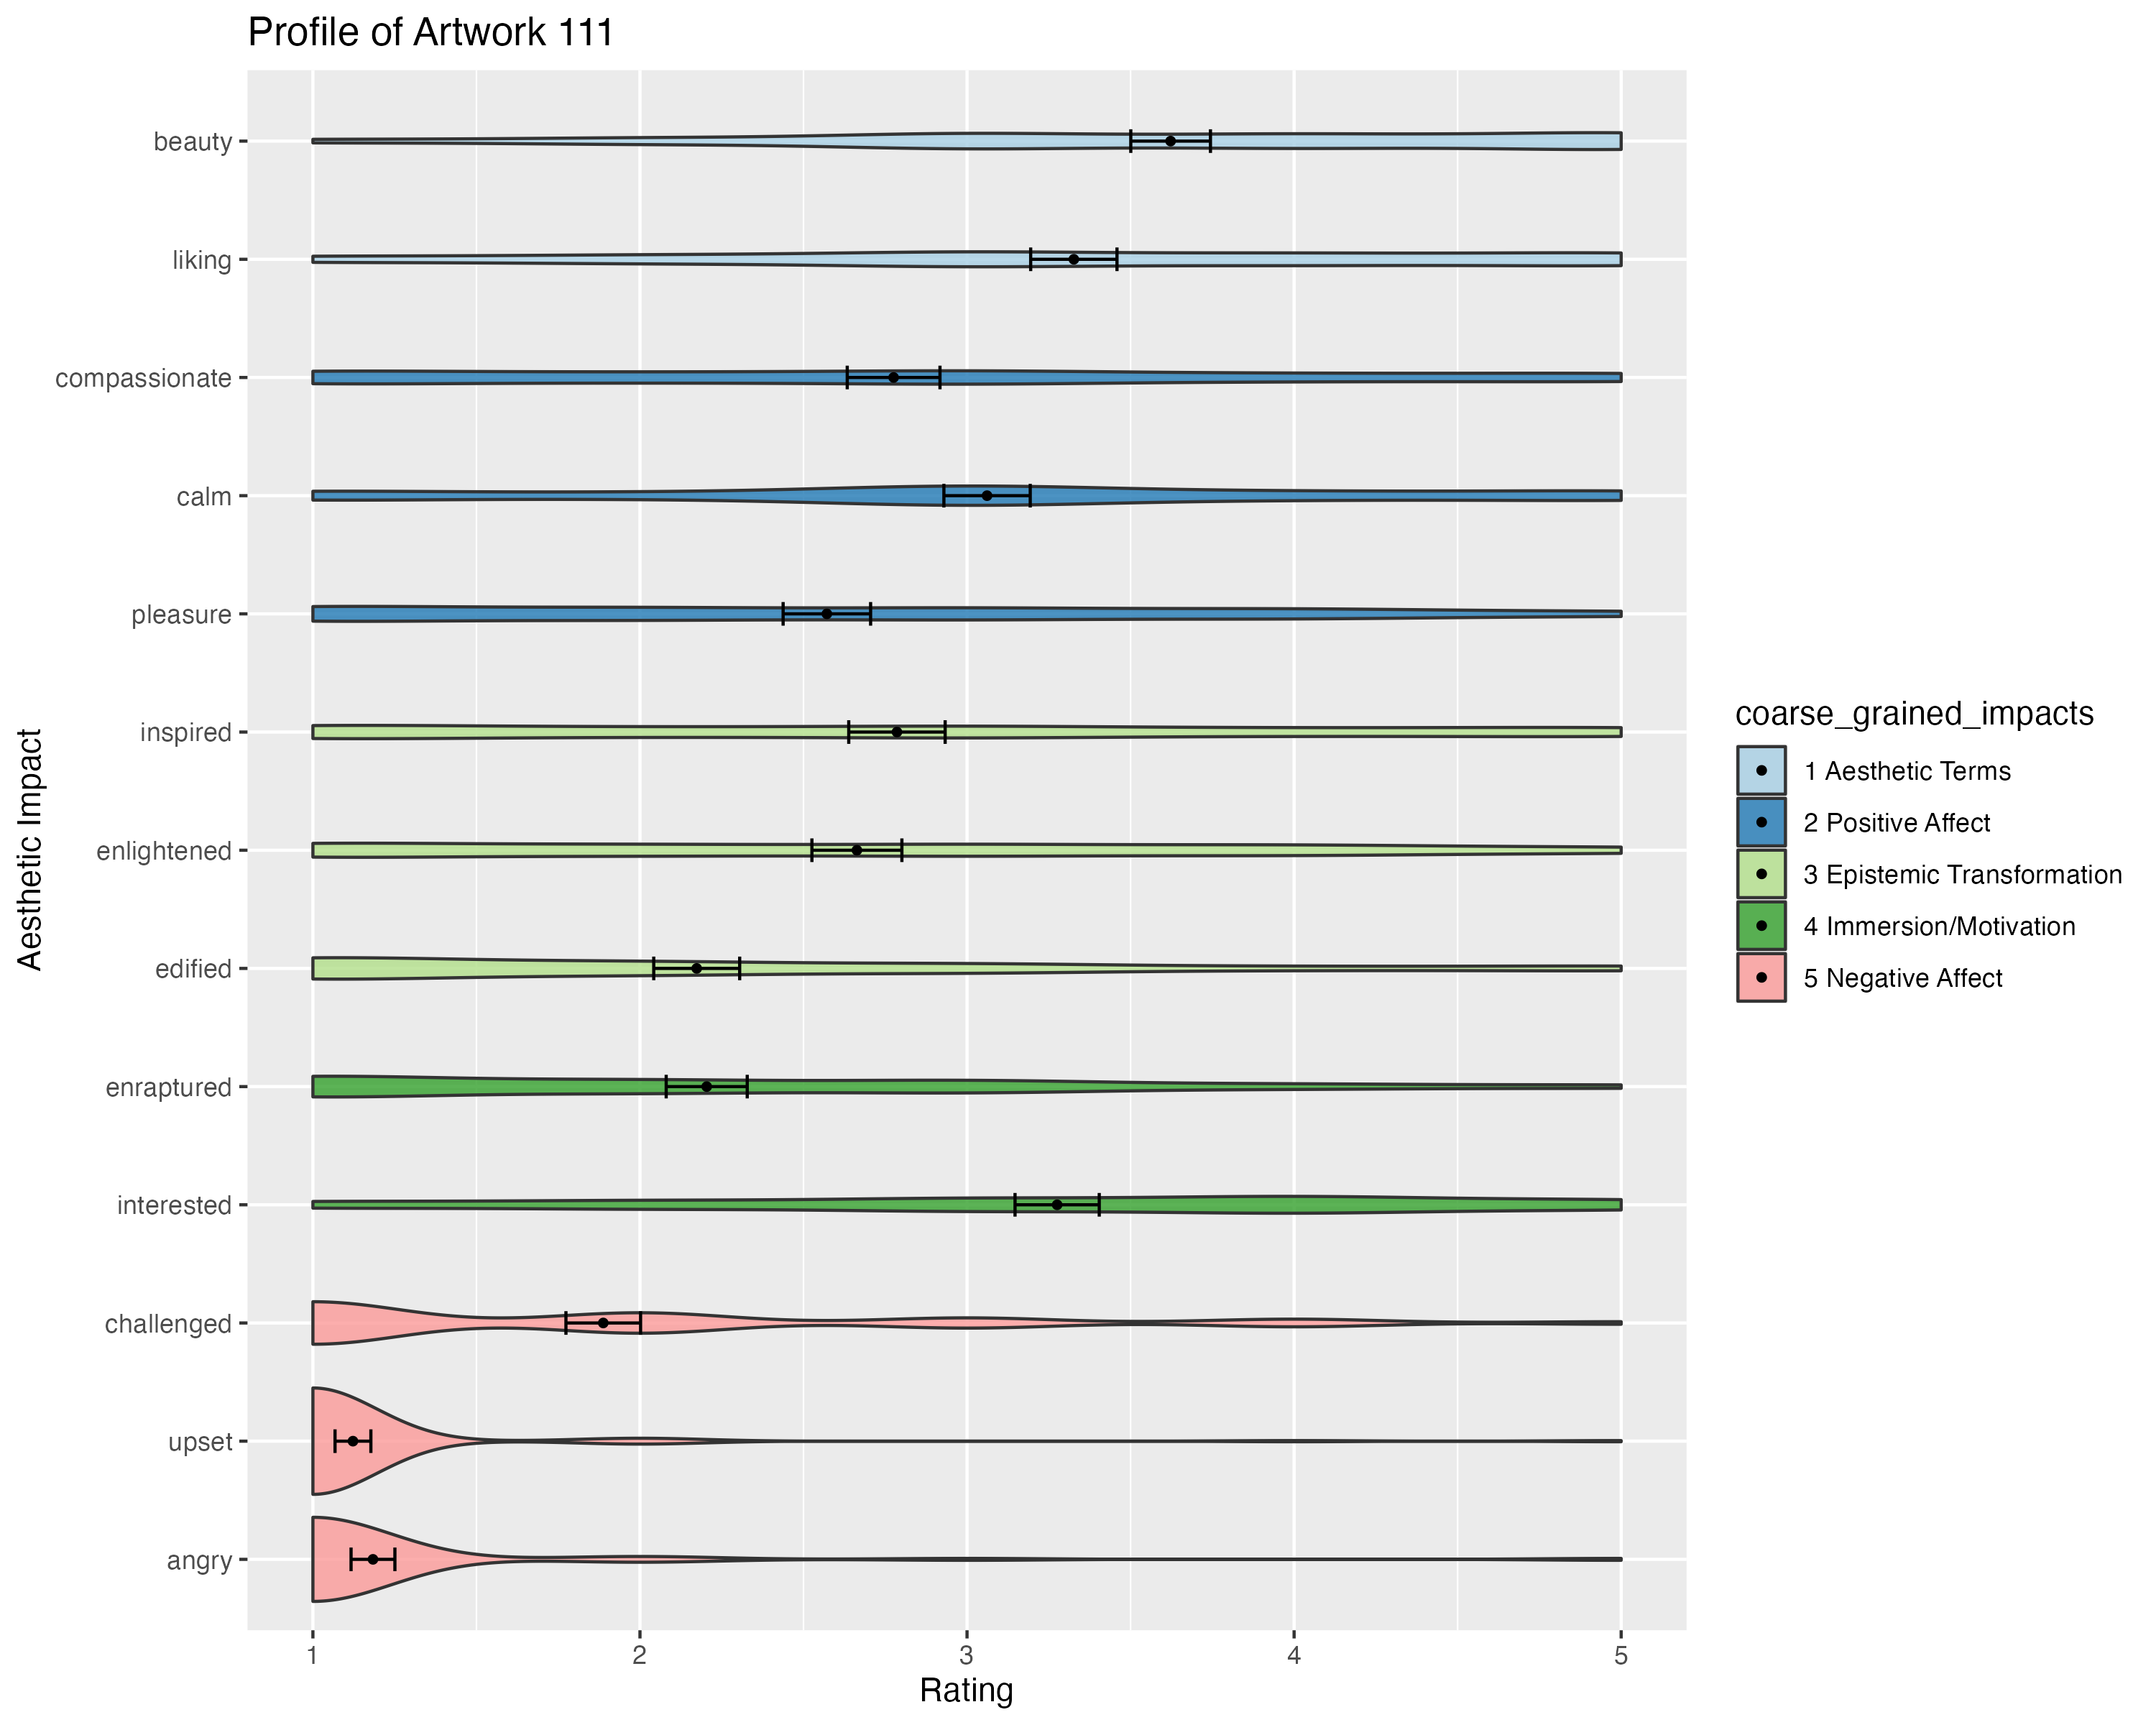 Profile of Artwork 111
beauty
liking
compassionate
calm
pleasure
inspired
enlightened
edified
enraptured
interested
challenged
upset
angry
Aesthetic Impact
1 2 3 4 5
Rating
coarse_grained_impacts
1 Aesthetic Terms
2 Positive Affect
3 Epistemic Transformation
4 Immersion/Motivation
5 Negative Affect